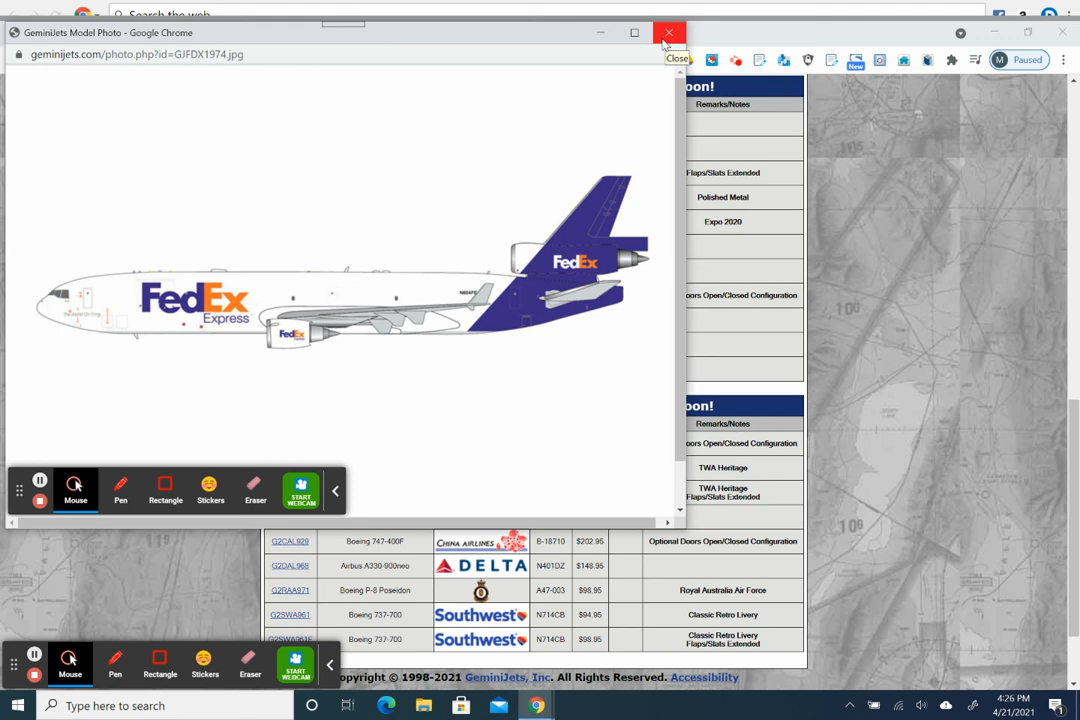 Search the web
GeminiJets Model Photo - Google Chrome
Close
geminijets.com/photo.php?id=GJFDX1974.jpg
New
M Paused
oon!
Remarks/Notes
Flaps/Slats Extended
Polished Metal
Expo 2020
oors Open/Closed Configuration
FedEx
Express
FedEx
N604FE
FedEx
oon!
Remarks/Notes
oors Open/Closed Configuration
TWA Heritage
TWA Heritage
Flaps/Slats Extended
Mouse
Pen
Rectangle
Stickers
Eraser
START
WEBCAM
G2CAL929 Boeing 747-400F CHINA AIRLINES B-18710 $202.95 Optional Doors Open/Closed Configuration
G2DAL968 Airbus A330-900neo DELTA N401DZ $148.95
G2RAA971 Boeing P-8 Poseidon A47-003 $98.95 Royal Australia Air Force
G2SWA961 Boeing 737-700 Southwest N714CB $94.95 Classic Retro Livery
G2SWA961F Boeing 737-700 Southwest N714CB $98.95 Classic Retro Livery
Flaps/Slats Extended
Mouse
Pen
Rectangle
Stickers
Eraser
START
WEBCAM
opyright © 1998-2021 GeminiJets, Inc. All Rights Reserved. Accessibility
Type here to search
4:26 PM
4/21/2021
1